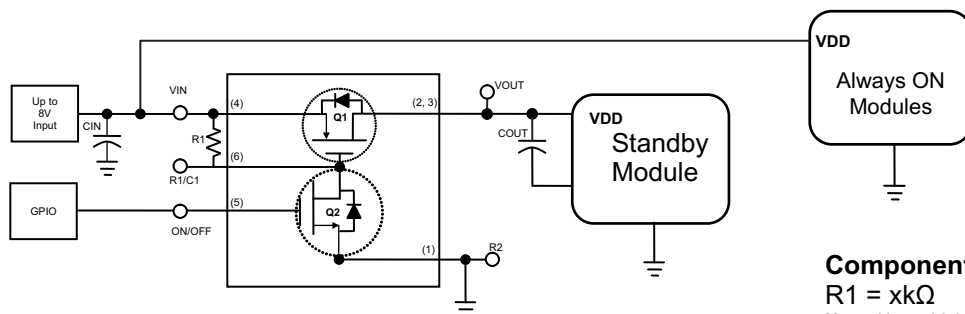 VDD
Always ON
Modules
Up to
8V
Input
CIN
VIN
R1
(4)
Q1
(2, 3)
VOUT
COUT
VDD
Standby
Module
(6)
R1/C1
GPIO
ON/OFF
(5)
Q2
(1)
R2
Component
R1 = xkΩ